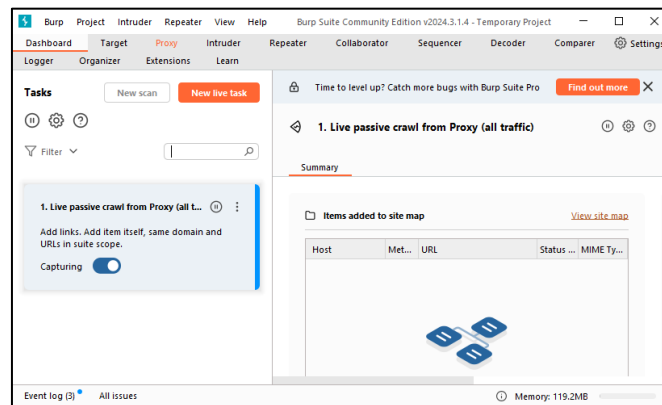 Burp Project Intruder Repeater View Help Burp Suite Community Edition v2024.3.1.4 - Temporary Project
Dashboard Target Proxy Intruder Repeater Collaborator Sequencer Decoder Comparer Settings
Logger Organizer Extensions Learn
Tasks
New scan
New live task
Filter
1. Live passive crawl from Proxy (all t...
Add links. Add item itself, same domain and
URLs in suite scope.
Capturing
Time to level up? Catch more bugs with Burp Suite Pro
Find out more
1. Live passive crawl from Proxy (all traffic)
Summary
Items added to site map
View site map
Host Met... URL Status ... MIME Ty...
Event log (3) All issues
Memory: 119.2MB